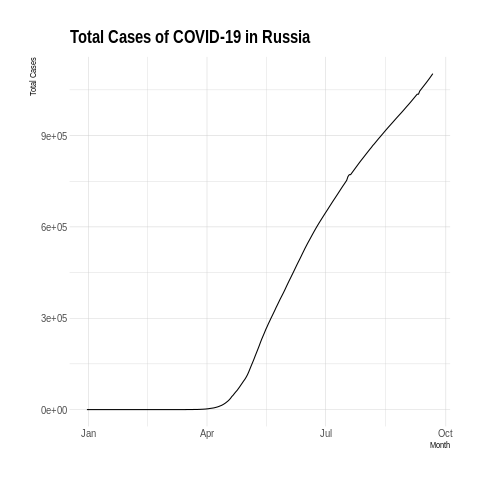 Total Cases of COVID-19 in Russia
Total Cases
9e+05
6e+05
3e+05
0e+00
Jan Apr Jul Oct
Month